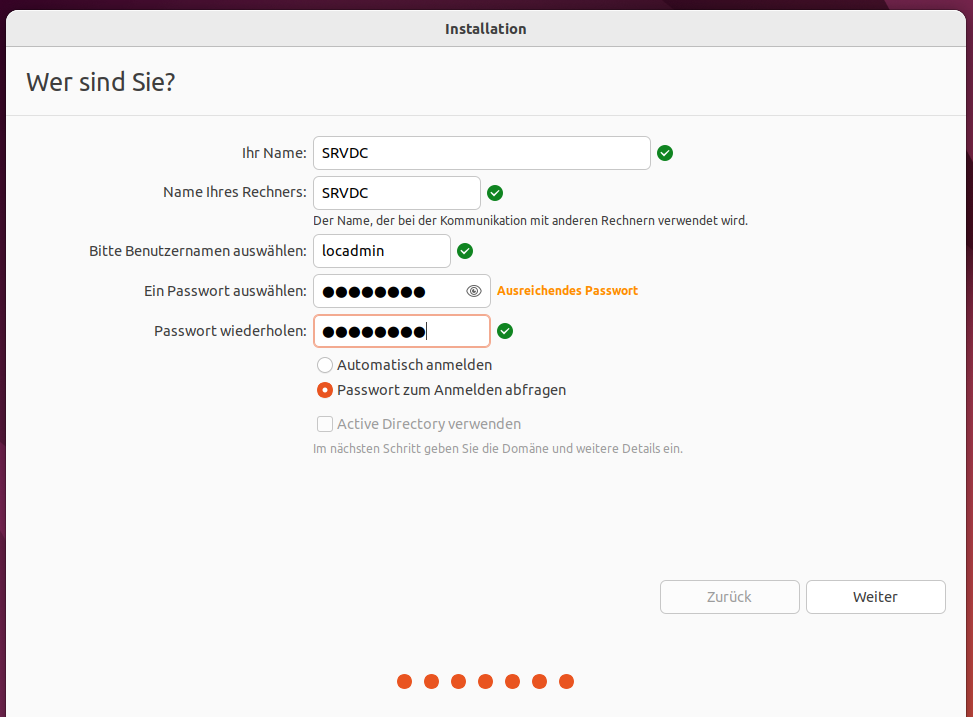 Installation
Wer sind Sie?
Ihr Name: SRVDC
Name Ihres Rechners: SRVDC
Der Name, der bei der Kommunikation mit anderen Rechnern verwendet wird.
Bitte Benutzernamen auswählen: locadmin
Ein Passwort auswählen: ●●●●●●●● Ausreichendes Passwort
Passwort wiederholen: ●●●●●●●●
Automatisch anmelden
Passwort zum Anmelden abfragen
Active Directory verwenden
Im nächsten Schritt geben Sie die Domäne und weitere Details ein.
Zurück Weiter